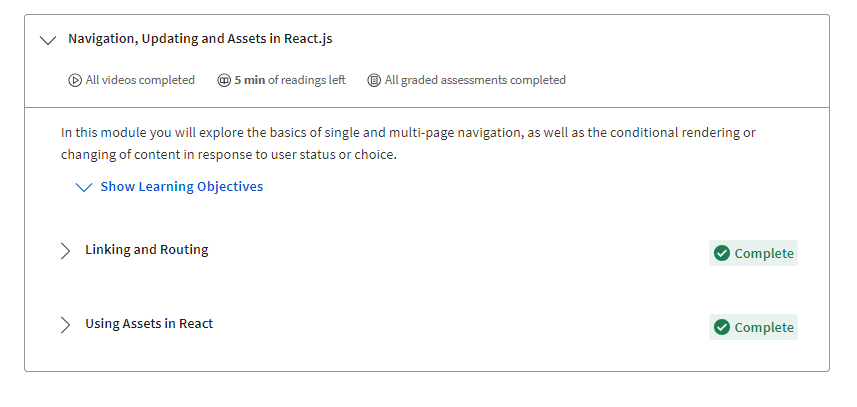 Navigation, Updating and Assets in React.js
All videos completed 5 min of readings left All graded assessments completed
In this module you will explore the basics of single and multi-page navigation, as well as the conditional rendering or
changing of content in response to user status or choice.
Show Learning Objectives
Linking and Routing Complete
Using Assets in React Complete